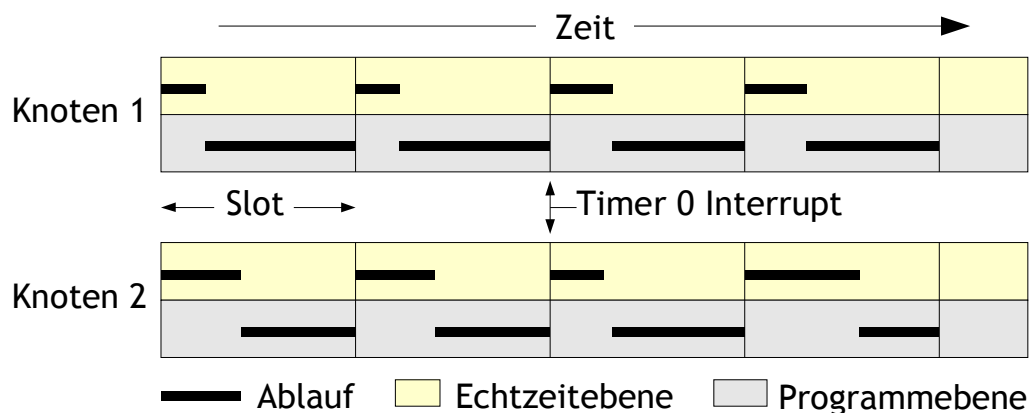 Zeit
Knoten 1
Slot
Timer 0 Interrupt
Knoten 2
Ablauf
Echtzeitebene
Programmebene